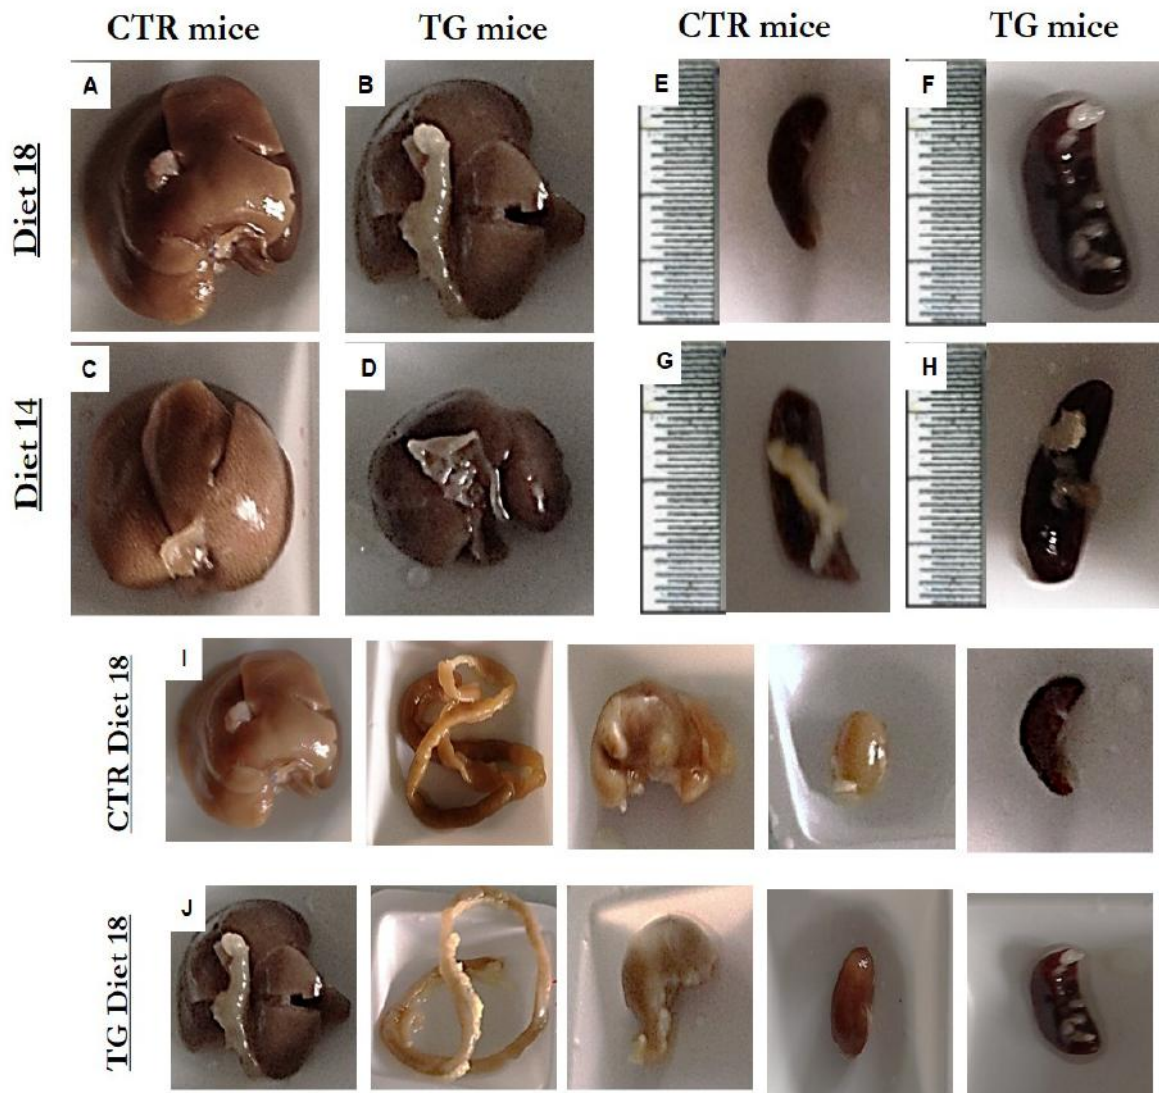 CTR mice TG mice CTR mice TG mice
Diet 18
A B E F
Diet 14
C D G H
CTR Diet 18
I
TG Diet 18
J